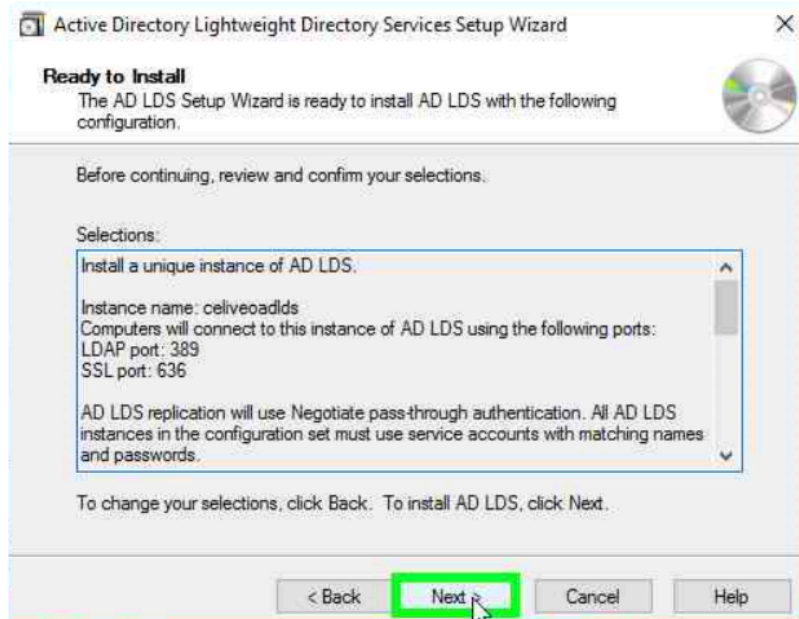 Active Directory Lightweight Directory Services Setup Wizard
Ready to Install
The AD LDS Setup Wizard is ready to install AD LDS with the following
configuration.
Before continuing, review and confirm your selections.
Selections:
Install a unique instance of AD LDS.
Instance name: celiveoadlds
Computers will connect to this instance of AD LDS using the following ports:
LDAP port: 389
SSL port: 636
AD LDS replication will use Negotiate pass-through authentication. All AD LDS
instances in the configuration set must use service accounts with matching names
and passwords.
To change your selections, click Back. To install AD LDS, click Next.
< Back Next > Cancel Help